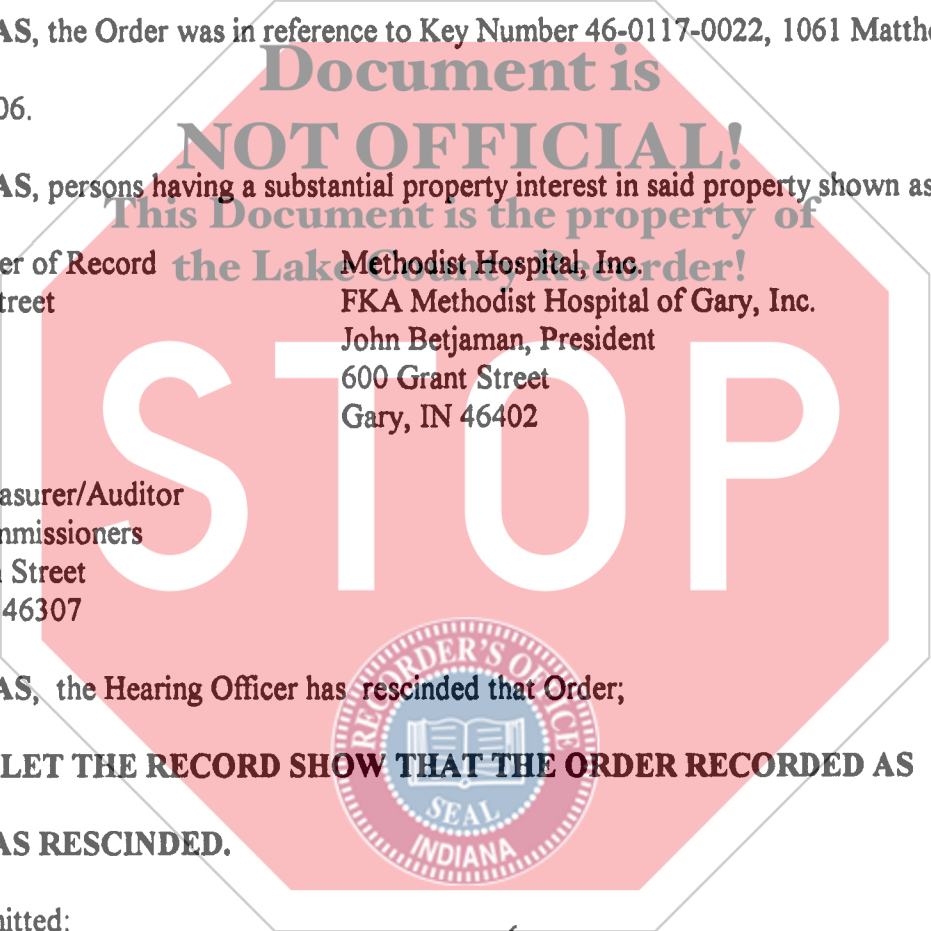 AS, the Order was in reference to Key Number 46-0117-0022, 1061 Matth
Document is
06.
NOT OFFICIAL!
AS, persons having a substantial property interest in said property shown as
This Document is the property of
er of Record
the Lake County Recorder!
Methodist Hospital, Inc.
treet
FKA Methodist Hospital of Gary, Inc.
John Betjaman, President
600 Grant Street
Gary, IN 46402
STOP
asurer/Auditor
mmissioners
Street
46307
RECORDER'S OFFICE
AS, the Hearing Officer has rescinded that Order;
LET THE RECORD SHOW THAT THE ORDER RECORDED AS
SEAL
INDIANA
AS RESCINDED.
nitted: